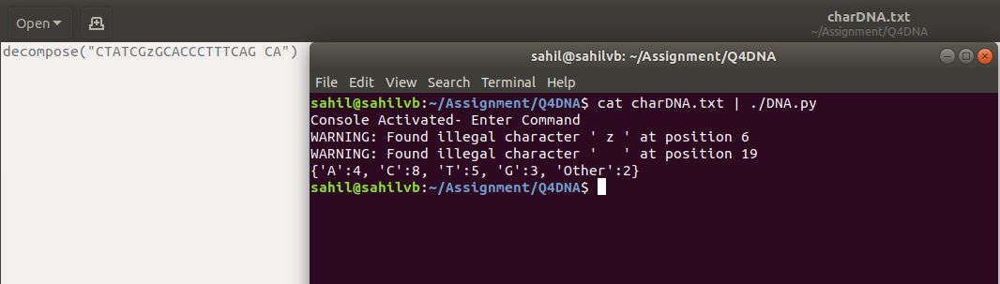 Open
charDNA.txt
~/Assignment/Q4DNA
decompose("CTATCGzGCACCCTTTCAG CA")
sahil@sahilvb: ~/Assignment/Q4DNA
File Edit View Search Terminal Help
sahil@sahilvb:~/Assignment/Q4DNA$ cat charDNA.txt | ./DNA.py
Console Activated- Enter Command
WARNING: Found illegal character ' z ' at position 6
WARNING: Found illegal character '   ' at position 19
{'A':4, 'C':8, 'T':5, 'G':3, 'Other':2}
sahil@sahilvb:~/Assignment/Q4DNA$